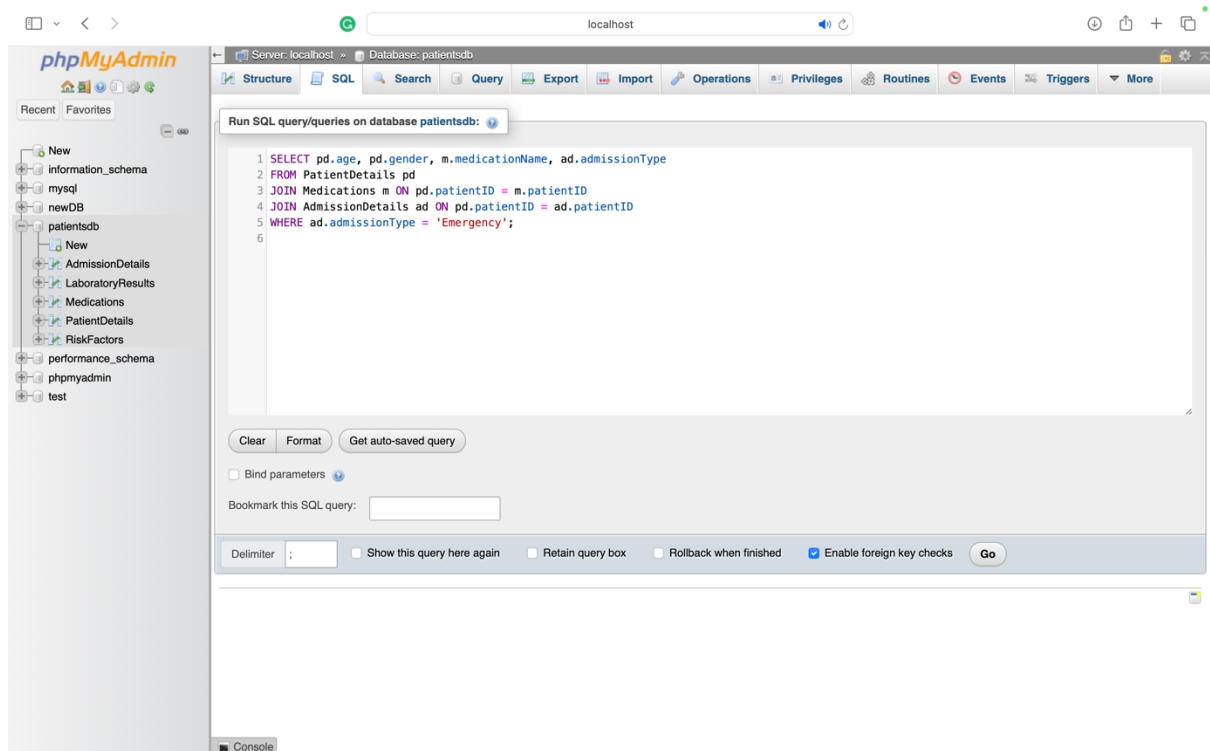 localhost
phpMyAdmin
Recent Favorites
New
information_schema
mysql
newDB
patientsdb
New
AdmissionDetails
LaboratoryResults
Medications
PatientDetails
RiskFactors
performance_schema
phpmyadmin
test
Server: localhost » Database: patientsdb
Structure SQL Search Query Export Import Operations Privileges Routines Events Triggers More
Run SQL query/queries on database patientsdb:
1 SELECT pd.age, pd.gender, m.medicationName, ad.admissionType
2 FROM PatientDetails pd
3 JOIN Medications m ON pd.patientID = m.patientID
4 JOIN AdmissionDetails ad ON pd.patientID = ad.patientID
5 WHERE ad.admissionType = 'Emergency';
6
Clear Format Get auto-saved query
Bind parameters
Bookmark this SQL query:
Delimiter ; Show this query here again Retain query box Rollback when finished Enable foreign key checks Go
Console